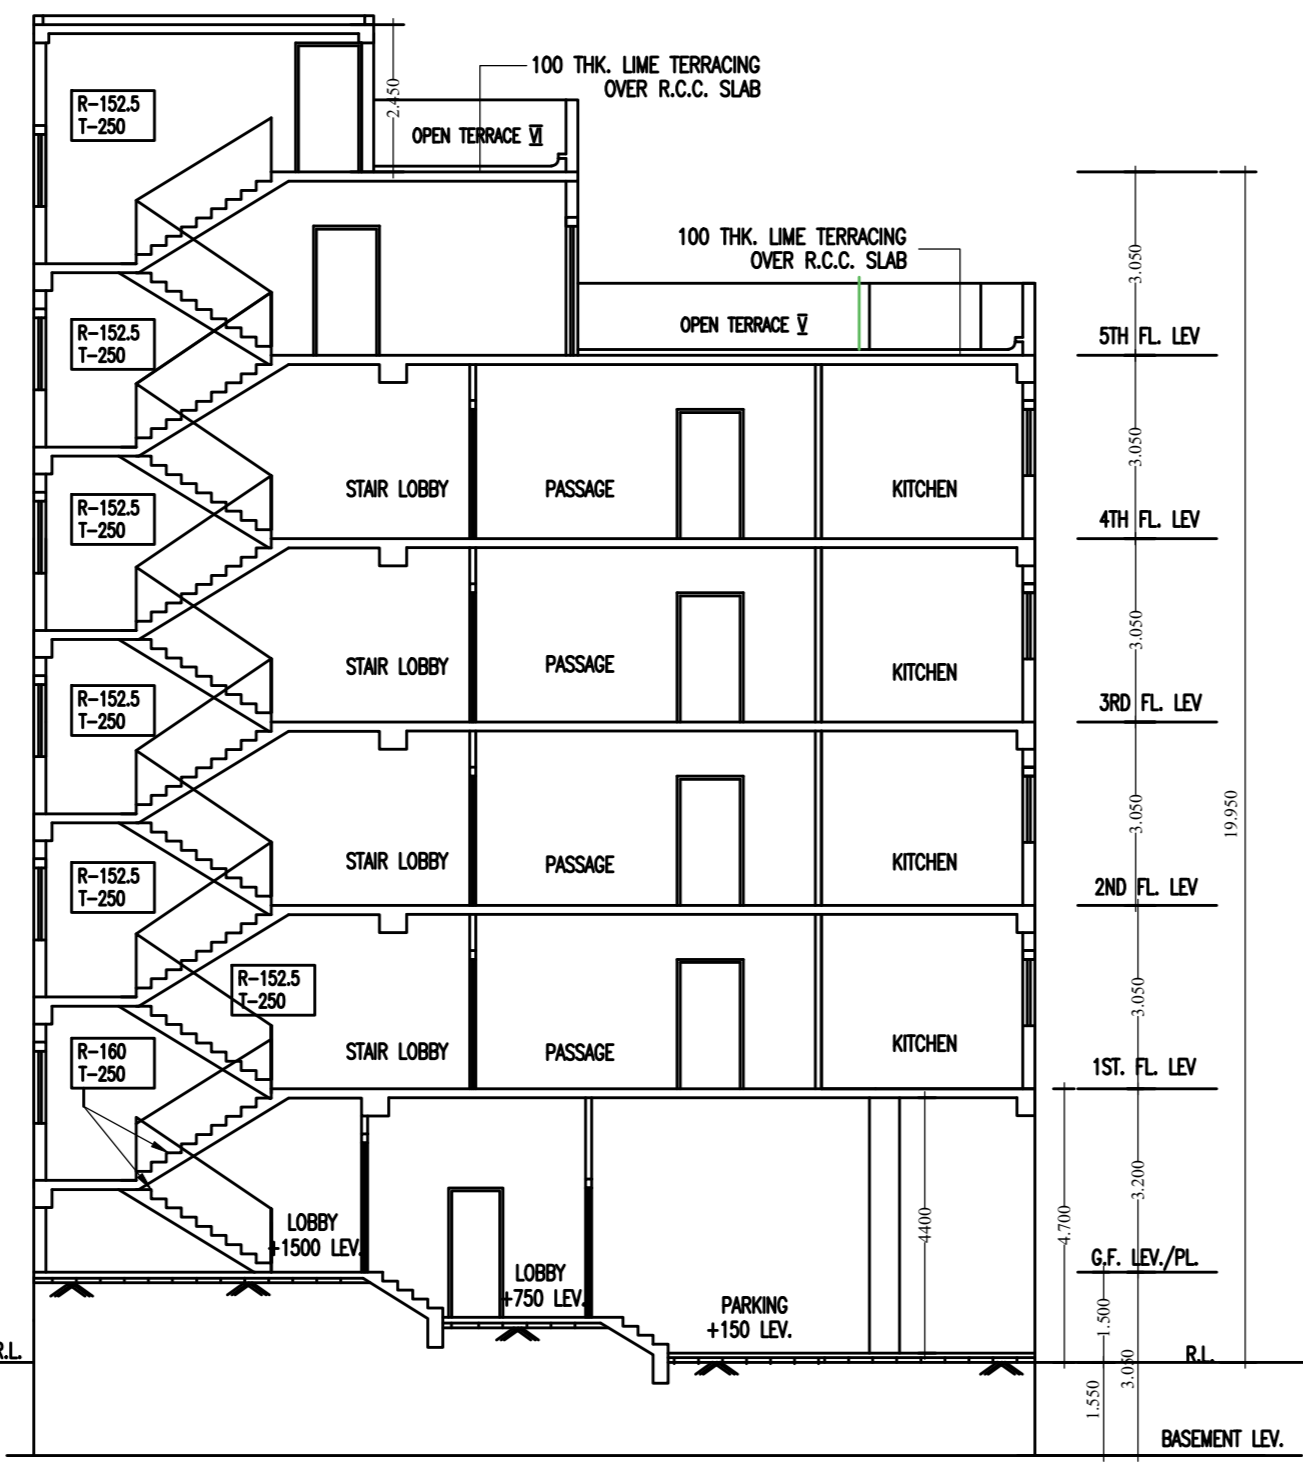 100 THK. LIME TERRACING
OVER R.C.C. SLAB
R-152.5
T-250
2.450
OPEN TERRACE VI
100 THK. LIME TERRACING
OVER R.C.C. SLAB
3.050
R-152.5
T-250
OPEN TERRACE V
5TH FL. LEV
3.050
STAIR LOBBY
PASSAGE
KITCHEN
R-152.5
T-250
4TH FL. LEV
3.050
STAIR LOBBY
PASSAGE
KITCHEN
R-152.5
T-250
3RD FL. LEV
3.050
19.950
STAIR LOBBY
PASSAGE
KITCHEN
R-152.5
T-250
2ND FL. LEV
R-152.5
T-250
3.050
STAIR LOBBY
PASSAGE
KITCHEN
R-160
T-250
1ST. FL. LEV
3.200
LOBBY
+1500 LEV.
4400
4.700
G.F. LEV./PL.
LOBBY
+750 LEV.
PARKING
+150 LEV.
1.500
R.L.
R.L.
3.050
1.550
BASEMENT LEV.